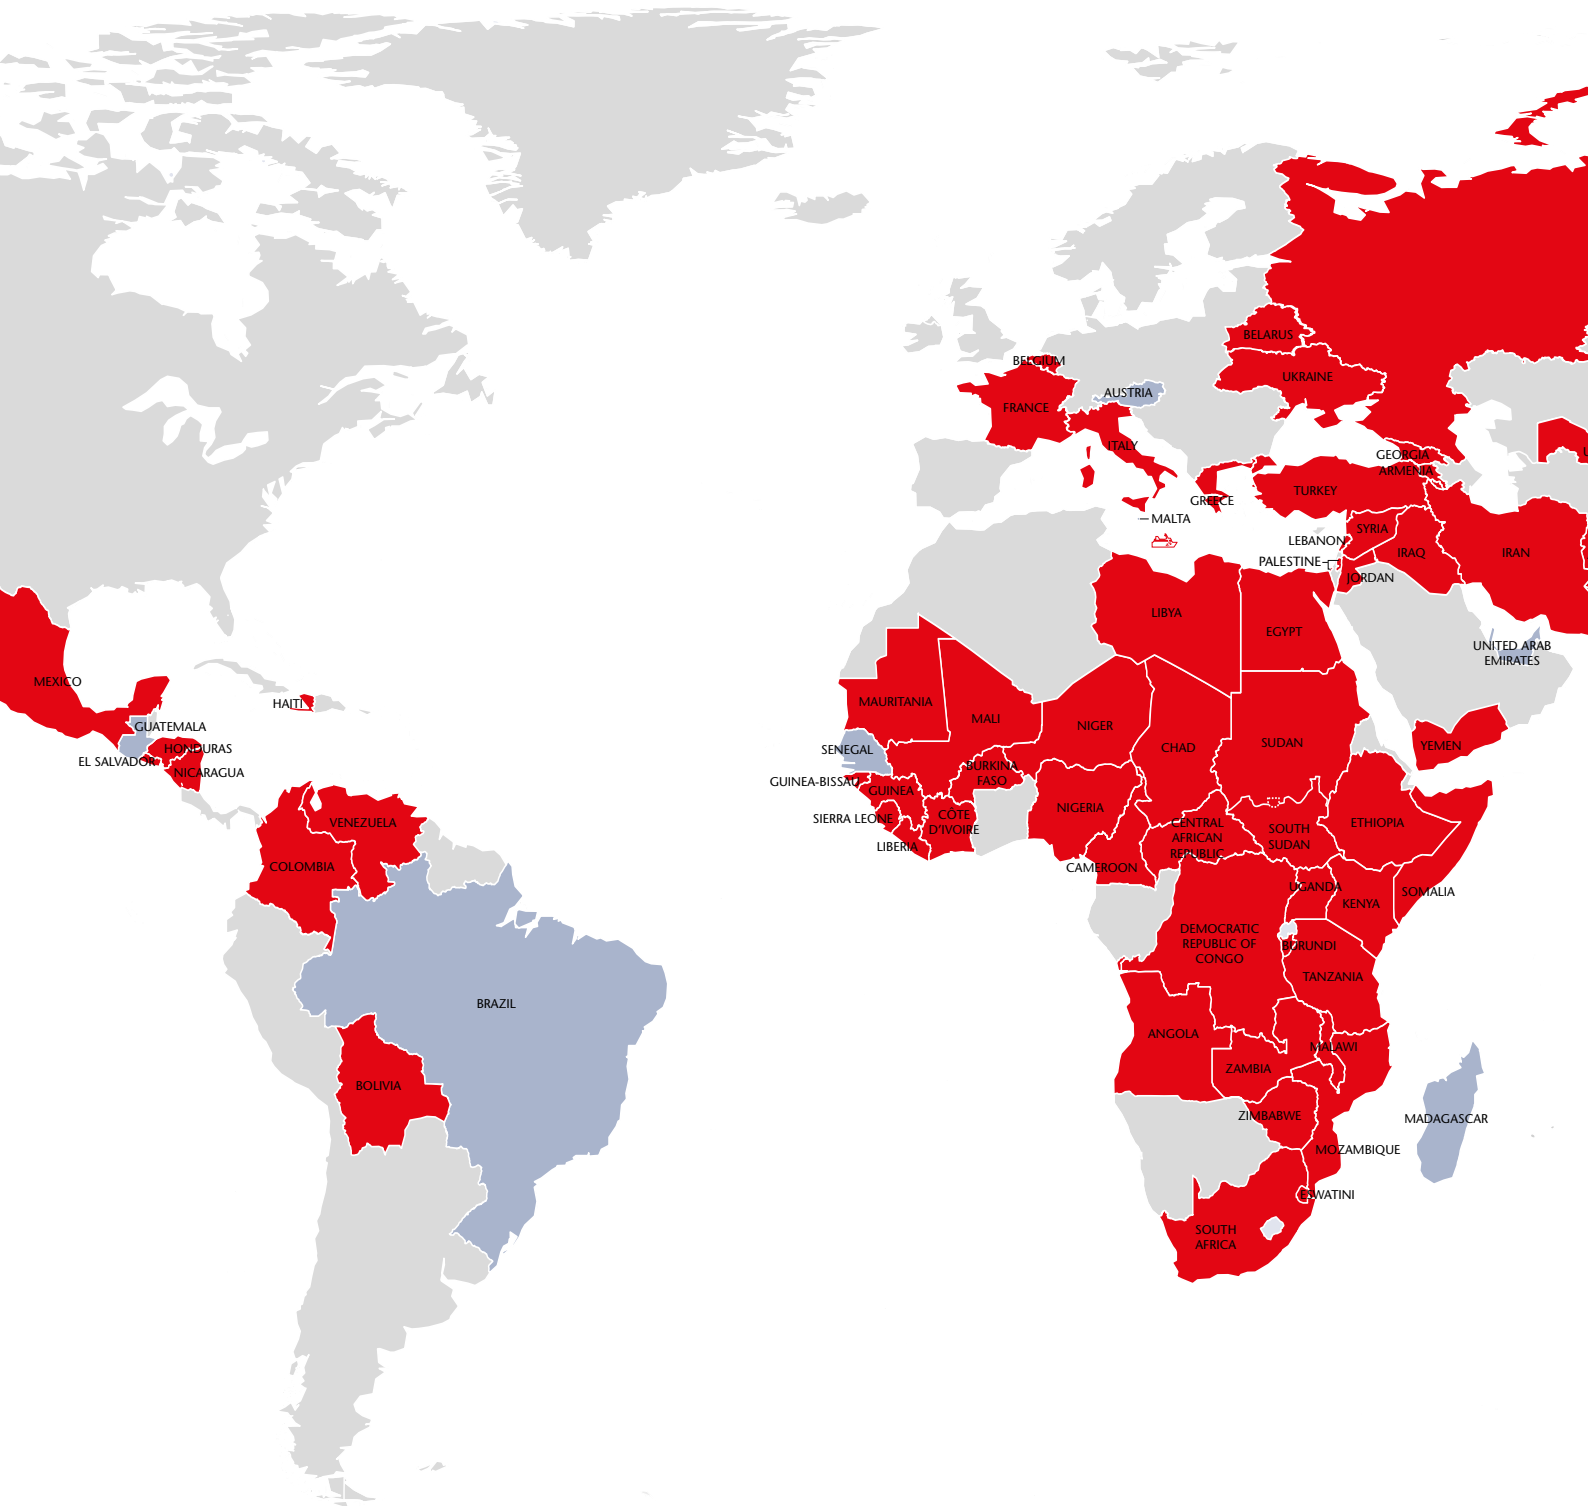 BELARUS
BELGIUM
UKRAINE
AUSTRIA
FRANCE
ITALY
GEORGIA
ARMENIA
TURKEY
GREECE
MALTA
SYRIA
LEBANON
IRAQ
IRAN
PALESTINE
JORDAN
LIBYA
EGYPT
UNITED ARAB
EMIRATES
MEXICO
HAITI
MAURITANIA
MALI
NIGER
GUATEMALA
HONDURAS
EL SALVADOR
NICARAGUA
SENEGAL
CHAD
SUDAN
YEMEN
BURKINA
FASO
GUINEA-BISSAU
GUINEA
NIGERIA
SIERRA LEONE
CÔTE
D'IVOIRE
LIBERIA
VENEZUELA
COLOMBIA
CENTRAL
AFRICAN
REPUBLIC
SOUTH
SUDAN
ETHIOPIA
CAMEROON
UGANDA
KENYA
SOMALIA
DEMOCRATIC
REPUBLIC OF
CONGO
BURUNDI
TANZANIA
BRAZIL
ANGOLA
MALAWI
ZAMBIA
BOLIVIA
ZIMBABWE
MADAGASCAR
MOZAMBIQUE
ESWATINI
SOUTH
AFRICA